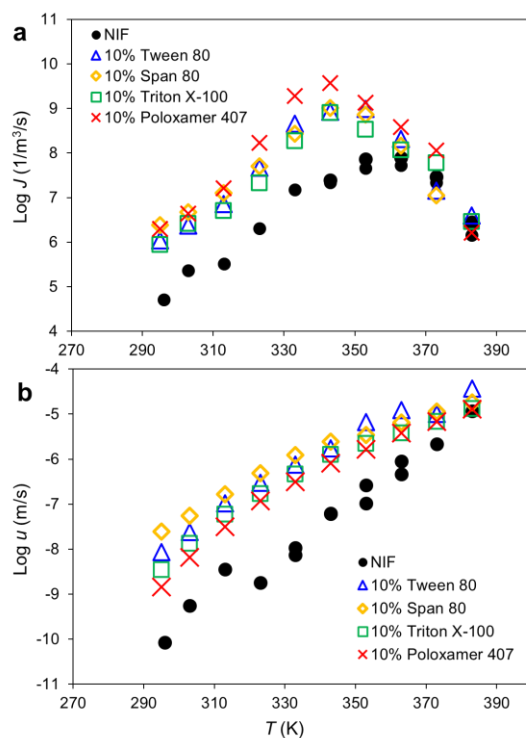 a
11
10
9
8
7
6
5
4
Log J (1/m³/s)
NIF
10% Tween 80
10% Span 80
10% Triton X-100
10% Poloxamer 407
270 290 310 330 350 370 390
b
-4
-5
-6
-7
-8
-9
-10
-11
Log u (m/s)
NIF
10% Tween 80
10% Span 80
10% Triton X-100
10% Poloxamer 407
270 290 310 330 350 370 390
T (K)